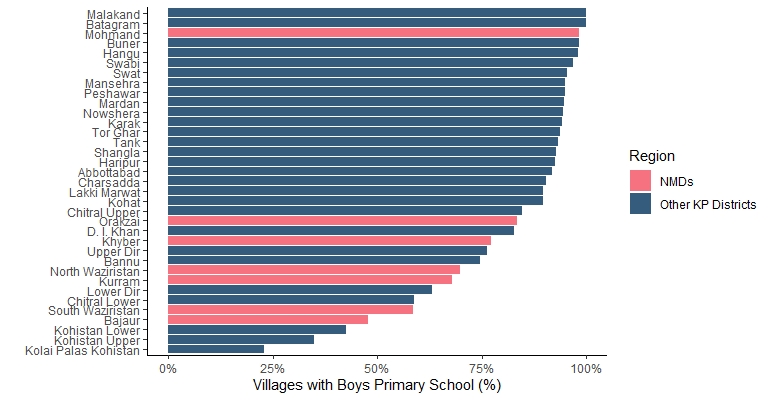 Malakand
Batagram
Mohmand
Buner
Hangu
Swabi
Swat
Mansehra
Peshawar
Mardan
Nowshera
Karak
Tor Ghar
Tank
Shangla
Haripur
Abbottabad
Charsadda
Lakki Marwat
Kohat
Chitral Upper
Orakzai
D. I. Khan
Khyber
Upper Dir
Bannu
North Waziristan
Kurram
Lower Dir
Chitral Lower
South Waziristan
Bajaur
Kohistan Lower
Kohistan Upper
Kolai Palas Kohistan
0% 25% 50% 75% 100%
Villages with Boys Primary School (%)
Region
NMDs
Other KP Districts